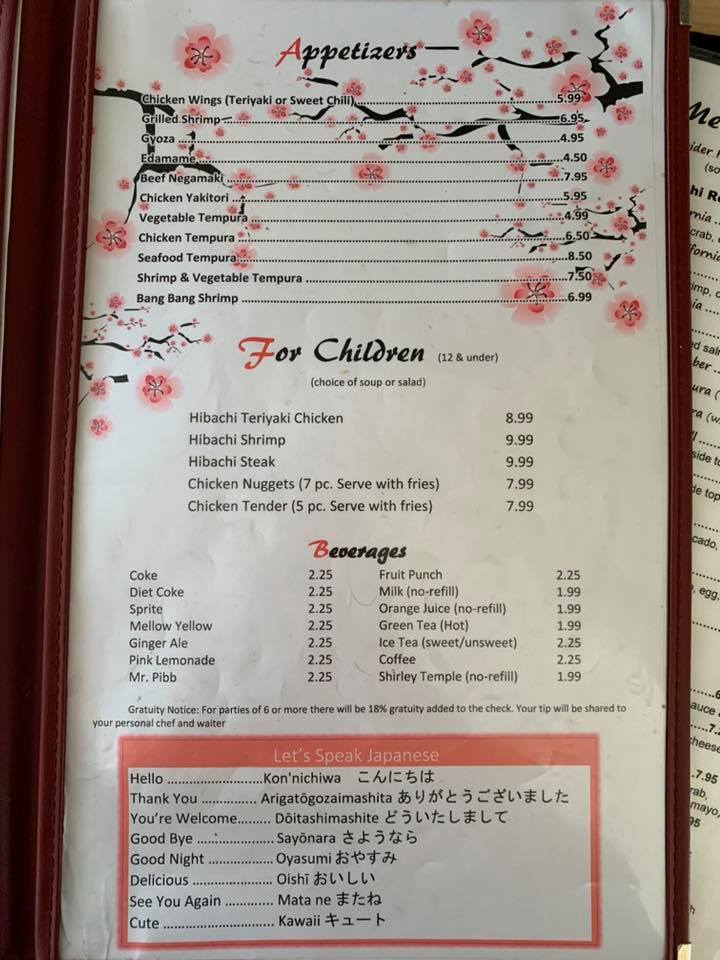 Appetizers
Chicken Wings (Teriyaki or Sweet Chili)..........5.99
Grilled Shrimp..........6.95
Gyoza..........4.95
Edamame..........4.50
Beef Negamaki..........7.95
Chicken Yakitori..........5.95
Vegetable Tempura..........4.99
Chicken Tempura..........6.50
Seafood Tempura..........8.50
Shrimp & Vegetable Tempura..........7.50
Bang Bang Shrimp..........6.99
For Children (12 & under)
(choice of soup or salad)
Hibachi Teriyaki Chicken 8.99
Hibachi Shrimp 9.99
Hibachi Steak 9.99
Chicken Nuggets (7 pc. Serve with fries) 7.99
Chicken Tender (5 pc. Serve with fries) 7.99
Beverages
Coke 2.25 Fruit Punch 2.25
Diet Coke 2.25 Milk (no-refill) 1.99
Sprite 2.25 Orange Juice (no-refill) 1.99
Mellow Yellow 2.25 Green Tea (Hot) 1.99
Ginger Ale 2.25 Ice Tea (sweet/unsweet) 2.25
Pink Lemonade 2.25 Coffee 2.25
Mr. Pibb 2.25 Shirley Temple (no-refill) 1.99
Gratuity Notice: For parties of 6 or more there will be 18% gratuity added to the check. Your tip will be shared to
your personal chef and waiter
Let's Speak Japanese
Hello ..........Kon'nichiwa こんにちは
Thank You .......... Arigatōgozaimashita ありがとうございました
You're Welcome.......... Dōitashimashite どういたしまして
Good Bye .......... Sayōnara さようなら
Good Night .......... Oyasumi おやすみ
Delicious .......... Oishī おいしい
See You Again .......... Mata ne またね
Cute .......... Kawaii キュート